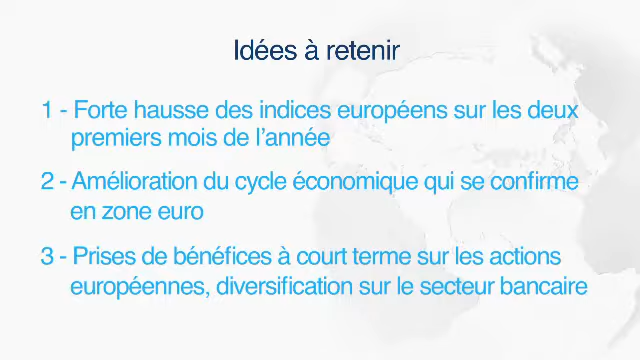 Idées à retenir
1 - Forte hausse des indices européens sur les deux
premiers mois de l’année
2 - Amélioration du cycle économique qui se confirme
en zone euro
3 - Prises de bénéfices à court terme sur les actions
européennes, diversification sur le secteur bancaire